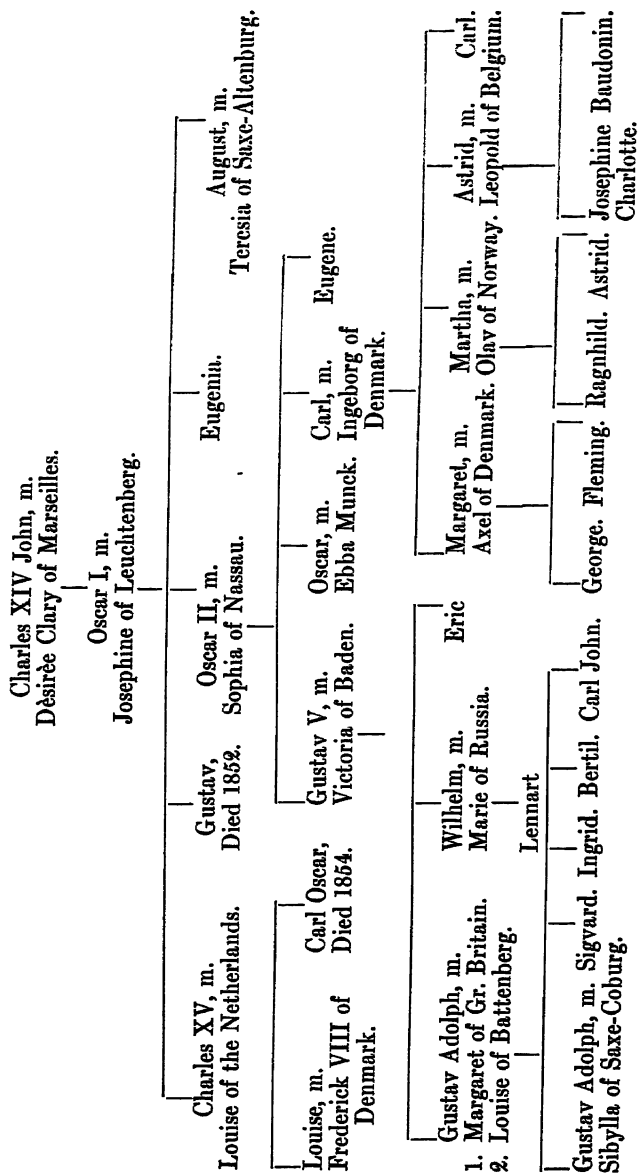 Charles XIV John, m.
Dèsirèe Clary of Marseilles.
Oscar I, m.
Josephine of Leuchtenberg.
Charles XV, m.
Louise of the Netherlands.
Gustav,
Died 1852.
Oscar II, m.
Sophia of Nassau.
Eugenia.
August, m.
Teresia of Saxe-Altenburg.
Louise, m.
Frederick VIII of
Denmark.
Carl Oscar,
Died 1854.
Gustav V, m.
Victoria of Baden.
Oscar, m.
Ebba Munck.
Carl, m.
Ingeborg of
Denmark.
Eugene.
Gustav Adolph, m.
1. Margaret of Gr. Britain.
2. Louise of Battenberg.
Wilhelm, m.
Marie of Russia.
Eric
Lennart
Margaret, m.
Axel of Denmark.
Martha, m.
Olav of Norway.
Astrid, m.
Leopold of Belgium.
Carl.
Gustav Adolph, m.
Sibylla of Saxe-Coburg.
Sigvard.
Ingrid.
Bertil.
Carl John.
George.
Fleming.
Ragnhild.
Astrid.
Josephine
Charlotte.
Baudonin.